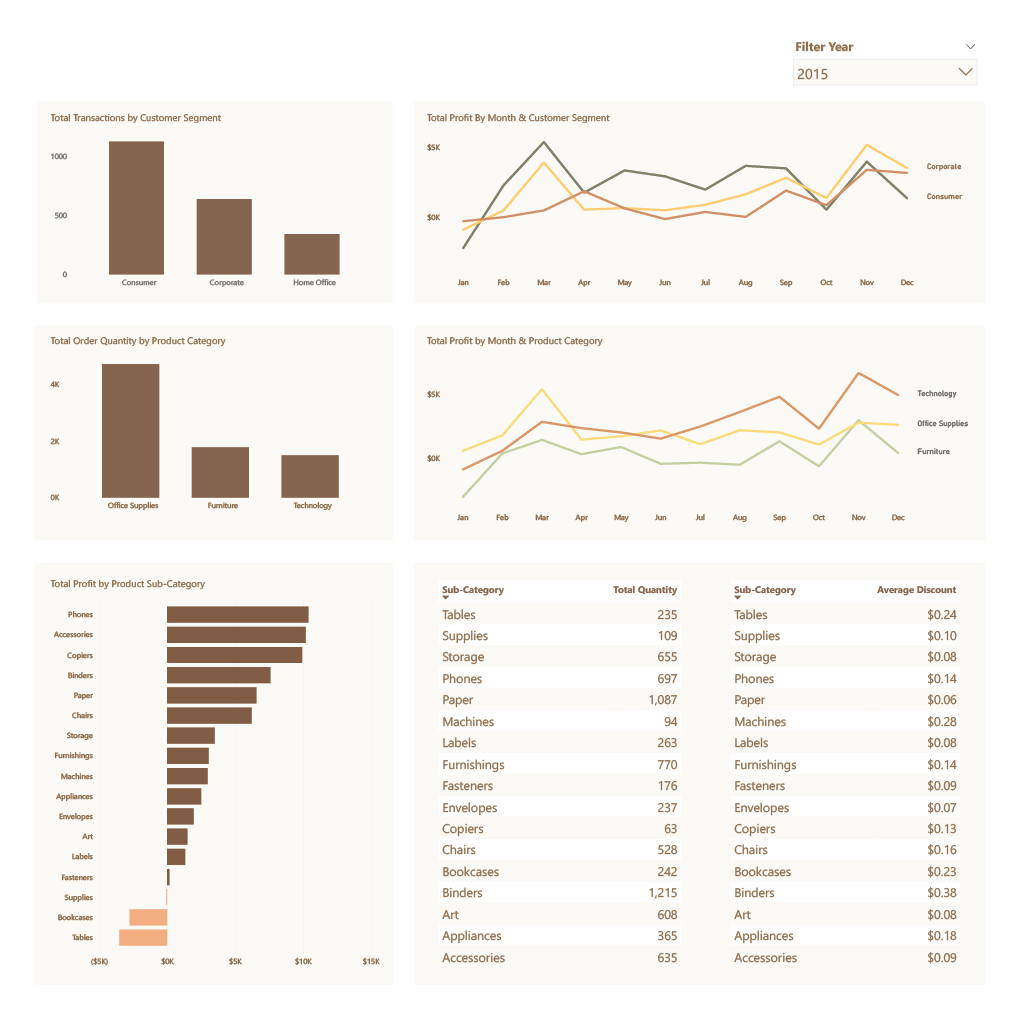 Filter Year
2015
Total Transactions by Customer Segment
1000
500
0
Consumer Corporate Home Office
Total Profit By Month & Customer Segment
$5K
$0K
Corporate
Consumer
Jan Feb Mar Apr May Jun Jul Aug Sep Oct Nov Dec
Total Order Quantity by Product Category
4K
2K
0K
Office Supplies Furniture Technology
Total Profit by Month & Product Category
$5K
$0K
Technology
Office Supplies
Furniture
Jan Feb Mar Apr May Jun Jul Aug Sep Oct Nov Dec
Total Profit by Product Sub-Category
Phones
Accessories
Copiers
Binders
Paper
Chairs
Storage
Furnishings
Machines
Appliances
Envelopes
Art
Labels
Fasteners
Supplies
Bookcases
Tables
($5K) $0K $5K $10K $15K
Sub-Category Total Quantity
Tables 235
Supplies 109
Storage 655
Phones 697
Paper 1,087
Machines 94
Labels 263
Furnishings 770
Fasteners 176
Envelopes 237
Copiers 63
Chairs 528
Bookcases 242
Binders 1,215
Art 608
Appliances 365
Accessories 635
Sub-Category Average Discount
Tables $0.24
Supplies $0.10
Storage $0.08
Phones $0.14
Paper $0.06
Machines $0.28
Labels $0.08
Furnishings $0.14
Fasteners $0.09
Envelopes $0.07
Copiers $0.13
Chairs $0.16
Bookcases $0.23
Binders $0.38
Art $0.08
Appliances $0.18
Accessories $0.09